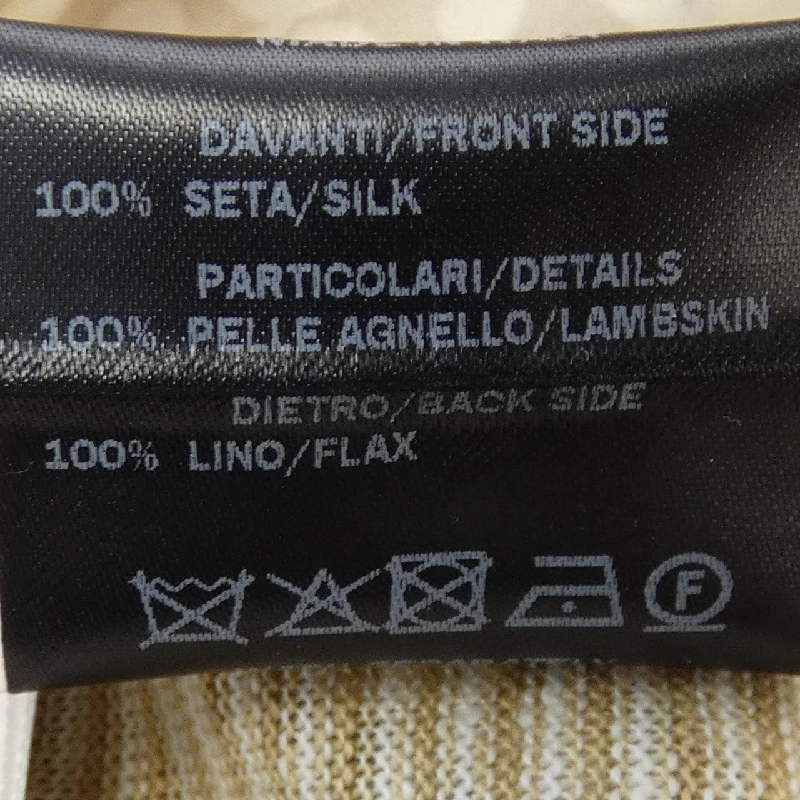 DAVANTI/FRONT SIDE
100% SETA/SILK
PARTICOLARI/DETAILS
100% PELLE AGNELLO/LAMBSKIN
DIETRO/BACK SIDE
100% LINO/FLAX
F